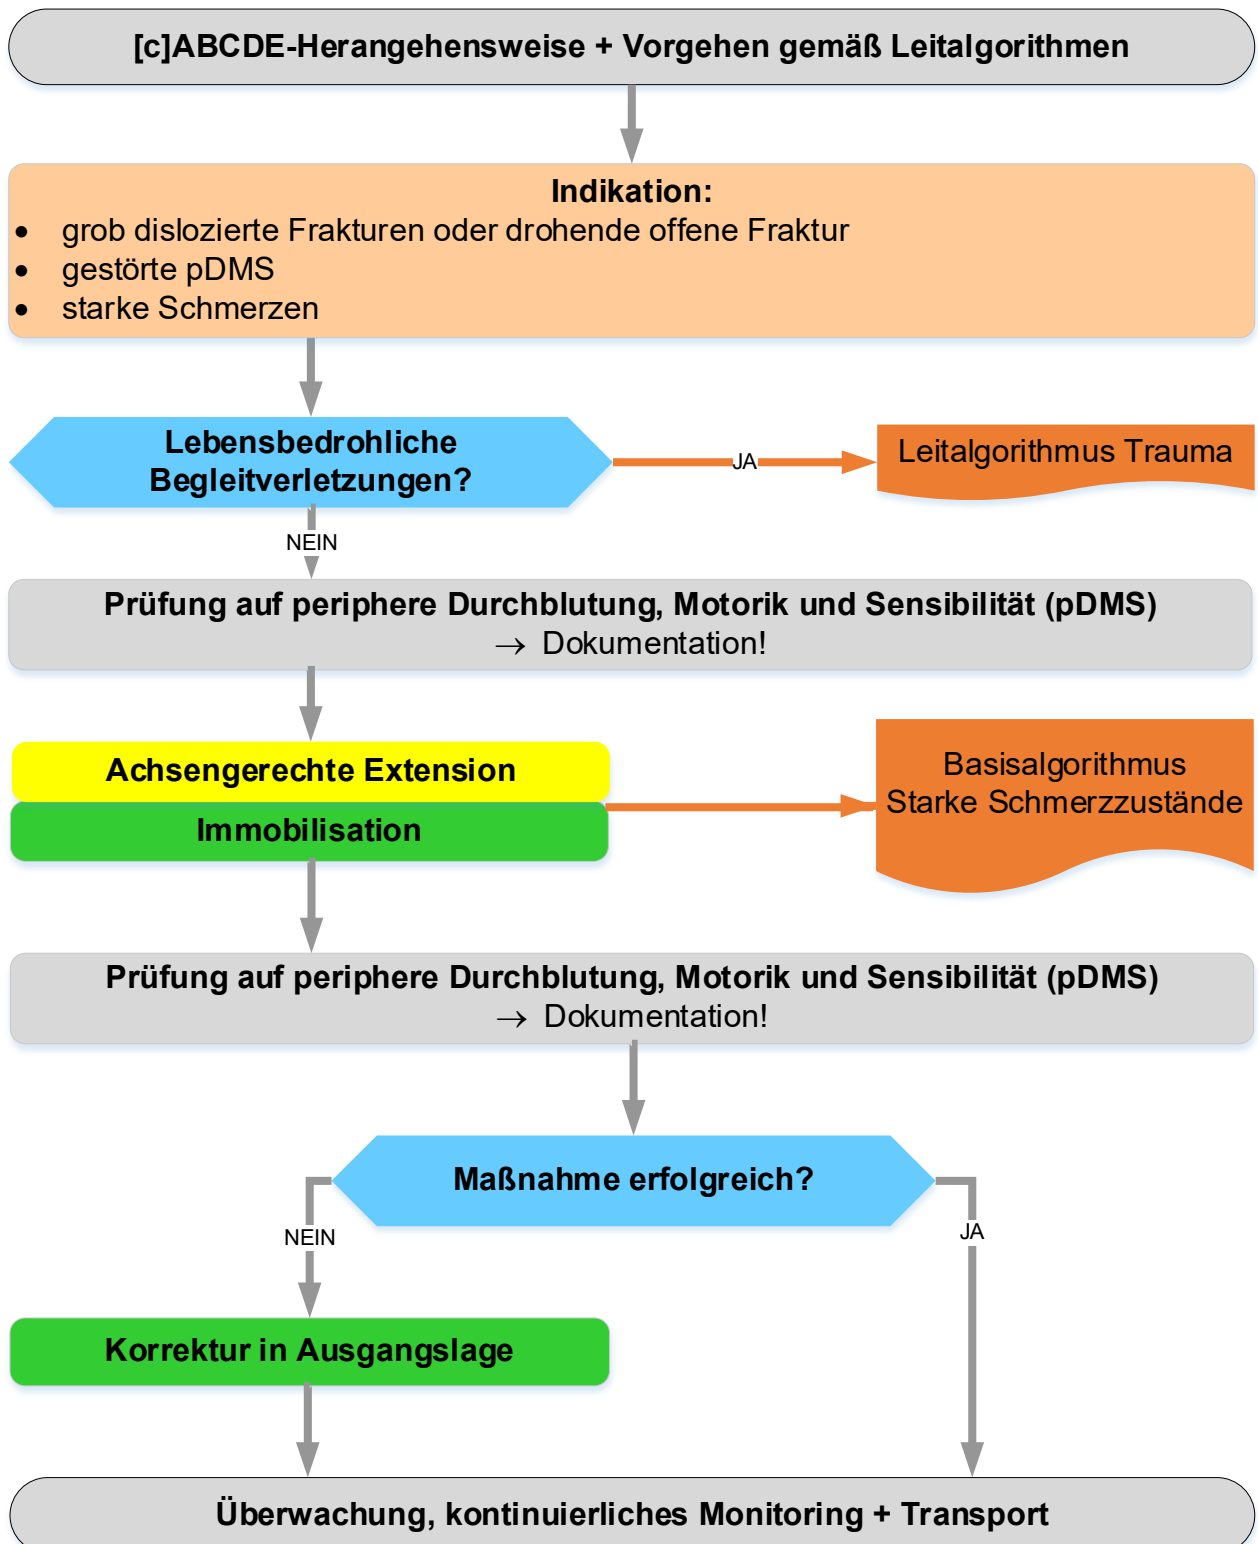 [c]ABCDE-Herangehensweise + Vorgehen gemäß Leitalgorithmen
Indikation:
• grob dislozierte Frakturen oder drohende offene Fraktur
• gestörte pDMS
• starke Schmerzen
Lebensbedrohliche
Begleitverletzungen?
JA
Leitalgorithmus Trauma
NEIN
Prüfung auf periphere Durchblutung, Motorik und Sensibilität (pDMS)
→ Dokumentation!
Achsengerechte Extension
Immobilisation
Basisalgorithmus
Starke Schmerzzustände
Prüfung auf periphere Durchblutung, Motorik und Sensibilität (pDMS)
→ Dokumentation!
Maßnahme erfolgreich?
NEIN
JA
Korrektur in Ausgangslage
Überwachung, kontinuierliches Monitoring + Transport